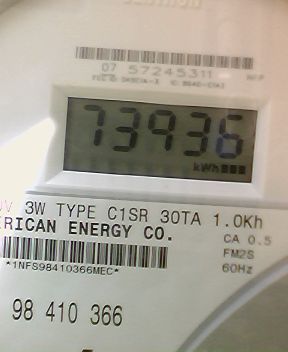 07 57245311
73936
kWh
3W TYPE C1SR 30TA 1.0Kh
ERICAN ENERGY CO. CA 0.5
FM2S
*1NFS98410366MEC* 60Hz
98 410 366